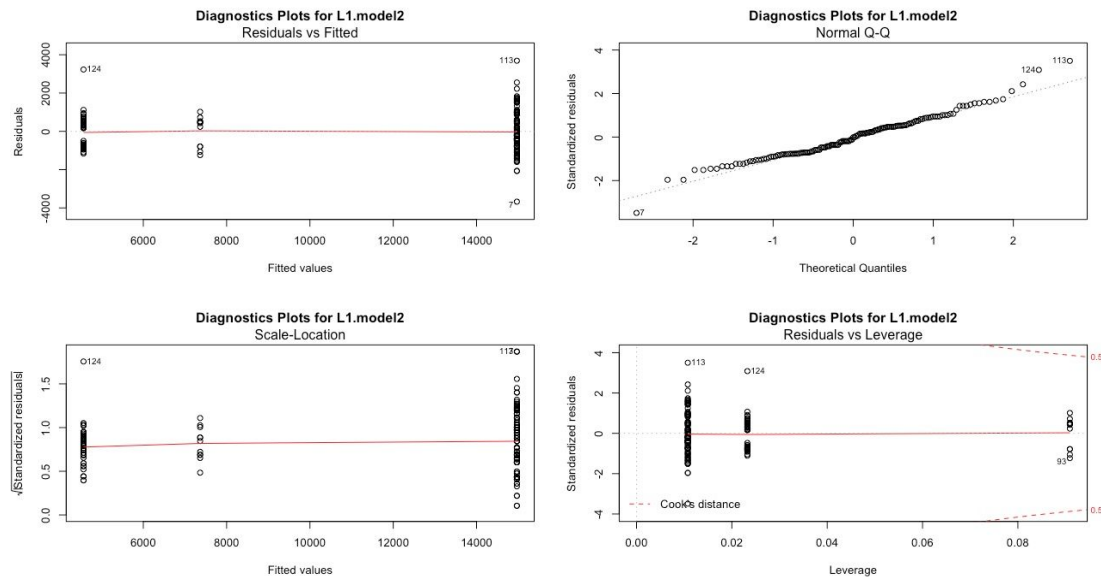 Diagnostics Plots for L1.model2
Residuals vs Fitted
Residuals
4000
2000
0
-4000
124
113
7
6000
8000
10000
12000
14000
Fitted values
Diagnostics Plots for L1.model2
Normal Q-Q
Standardized residuals
4
2
0
-2
7
124
113
-2
-1
0
1
2
Theoretical Quantiles
Diagnostics Plots for L1.model2
Scale-Location
√|Standardized residuals|
1.5
1.0
0.5
0.0
124
6000
8000
10000
12000
14000
Fitted values
Diagnostics Plots for L1.model2
Residuals vs Leverage
Standardized residuals
4
2
0
-2
-4
113
124
93
0.5
0.5
Cook's distance
0.00
0.02
0.04
0.06
0.08
Leverage